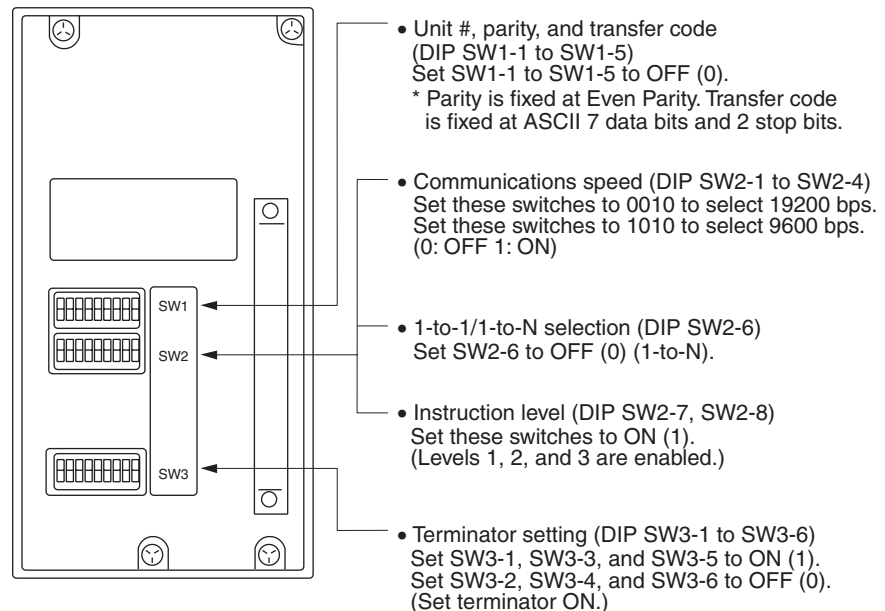 • Unit #, parity, and transfer code
(DIP SW1-1 to SW1-5)
Set SW1-1 to SW1-5 to OFF (0).
* Parity is fixed at Even Parity. Transfer code
is fixed at ASCII 7 data bits and 2 stop bits.
• Communications speed (DIP SW2-1 to SW2-4)
Set these switches to 0010 to select 19200 bps.
Set these switches to 1010 to select 9600 bps.
(0: OFF 1: ON)
SW1
• 1-to-1/1-to-N selection (DIP SW2-6)
Set SW2-6 to OFF (0) (1-to-N).
SW2
• Instruction level (DIP SW2-7, SW2-8)
Set these switches to ON (1).
(Levels 1, 2, and 3 are enabled.)
SW3
• Terminator setting (DIP SW3-1 to SW3-6)
Set SW3-1, SW3-3, and SW3-5 to ON (1).
Set SW3-2, SW3-4, and SW3-6 to OFF (0).
(Set terminator ON.)